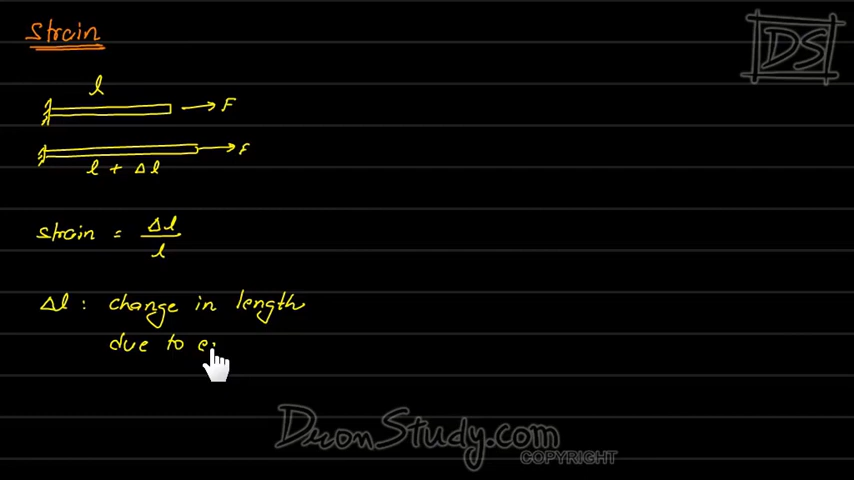 Strain
DS
l
F
F
l + Δl
strain = Δl / l
Δl : change in length
due to e
DronStudy.com
COPYRIGHT